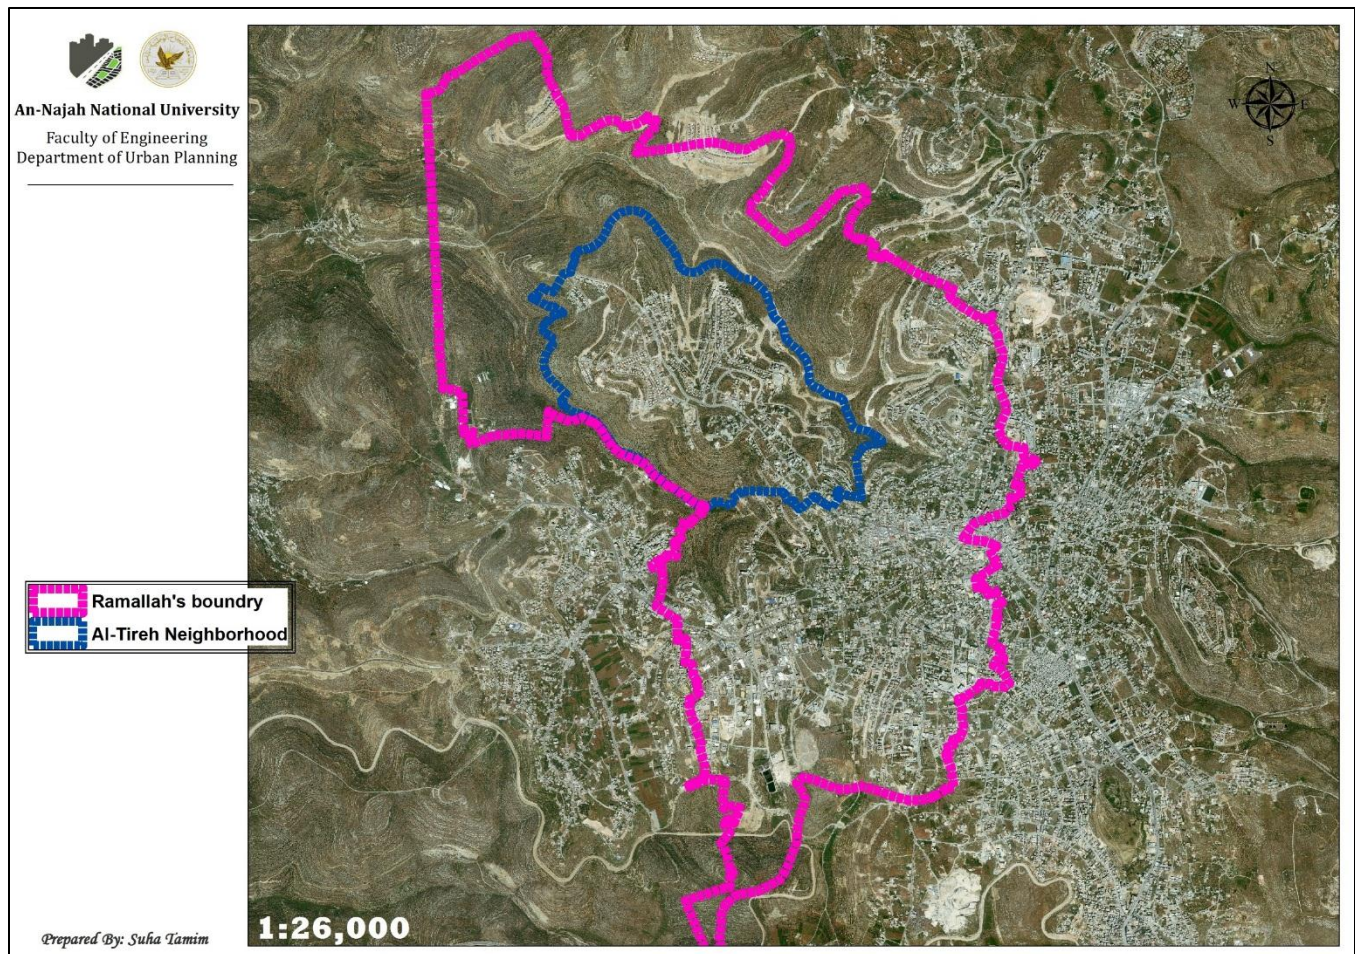 An-Najah National University
Faculty of Engineering
Department of Urban Planning
N
W E
S
Ramallah's boundry
Al-Tireh Neighborhood
1:26,000
Prepared By: Suha Tamim